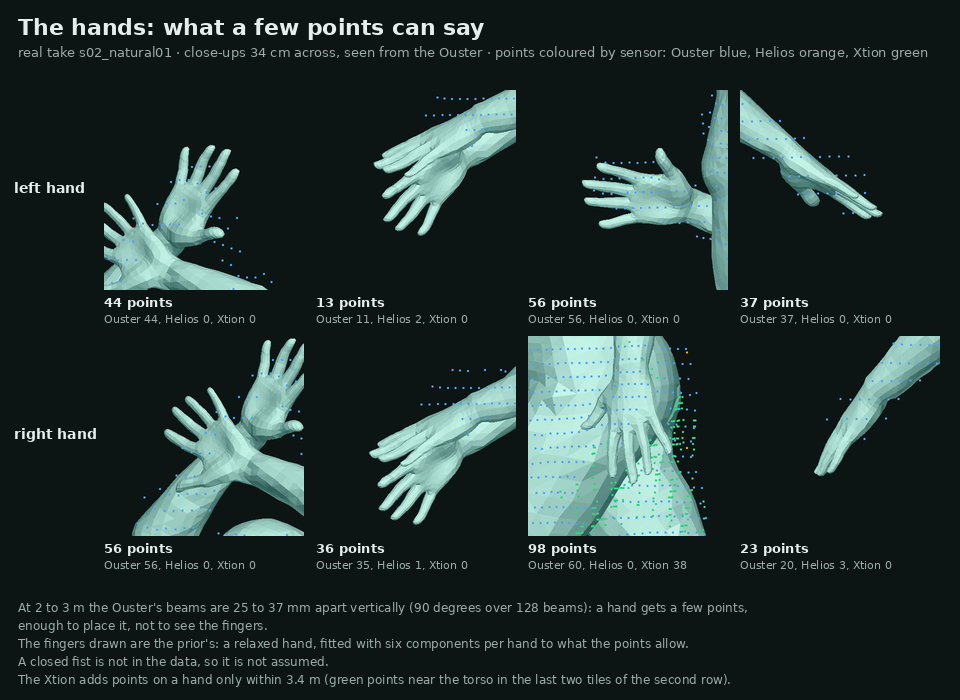 The hands: what a few points can say
real take s02_natural01 · close-ups 34 cm across, seen from the Ouster · points coloured by sensor: Ouster blue, Helios orange, Xtion green
left hand
44 points
Ouster 44, Helios 0, Xtion 0
13 points
Ouster 11, Helios 2, Xtion 0
56 points
Ouster 56, Helios 0, Xtion 0
37 points
Ouster 37, Helios 0, Xtion 0
right hand
56 points
Ouster 56, Helios 0, Xtion 0
36 points
Ouster 35, Helios 1, Xtion 0
98 points
Ouster 60, Helios 0, Xtion 38
23 points
Ouster 20, Helios 3, Xtion 0
At 2 to 3 m the Ouster's beams are 25 to 37 mm apart vertically (90 degrees over 128 beams): a hand gets a few points,
enough to place it, not to see the fingers.
The fingers drawn are the prior's: a relaxed hand, fitted with six components per hand to what the points allow.
A closed fist is not in the data, so it is not assumed.
The Xtion adds points on a hand only within 3.4 m (green points near the torso in the last two tiles of the second row).